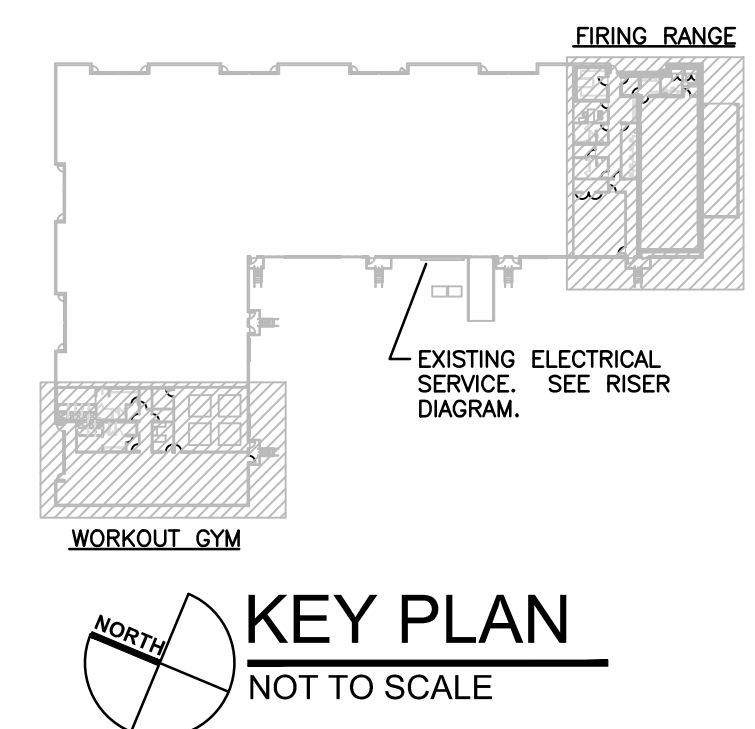 FIRING RANGE
EXISTING ELECTRICAL
SERVICE. SEE RISER
DIAGRAM.
WORKOUT GYM
NORTH
KEY PLAN
NOT TO SCALE